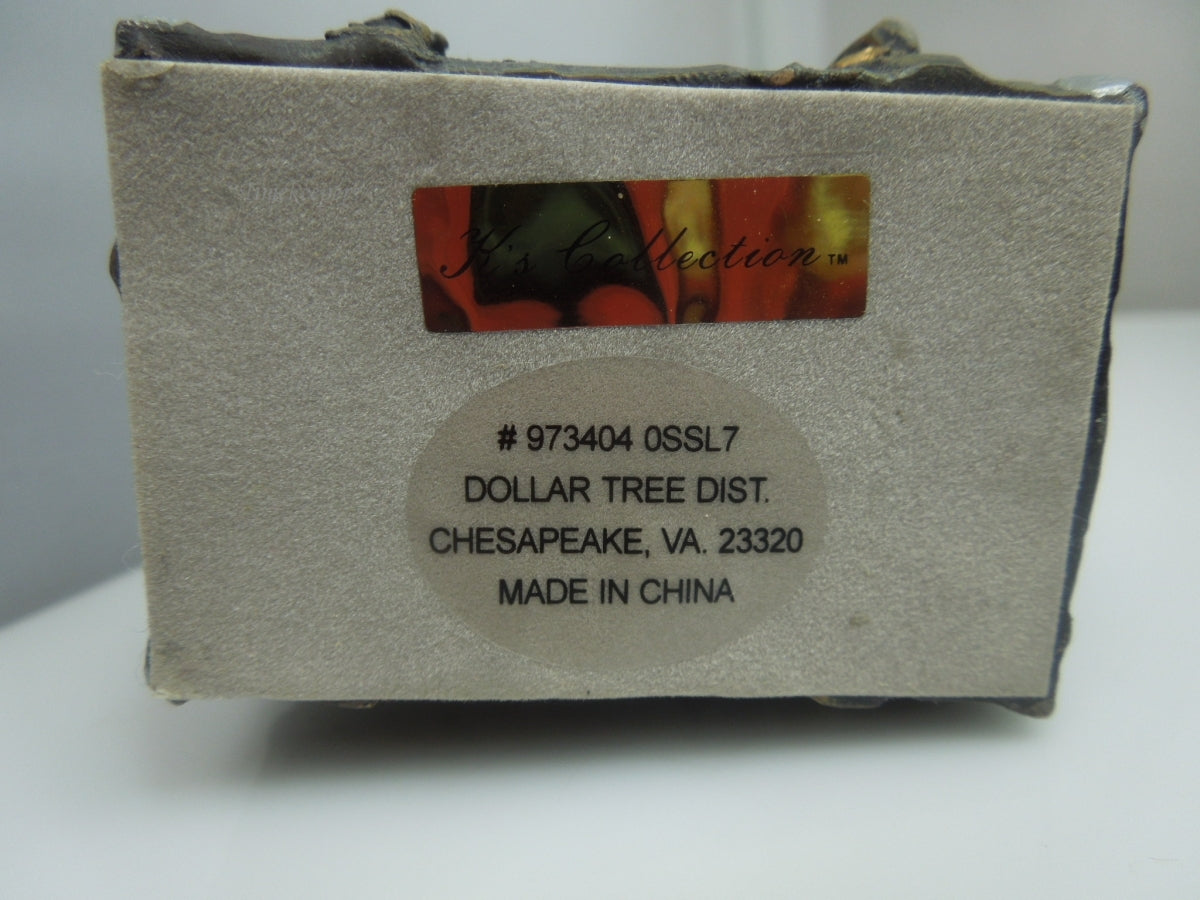 K's Collection™
# 973404 0SSL7
DOLLAR TREE DIST.
CHESAPEAKE, VA. 23320
MADE IN CHINA